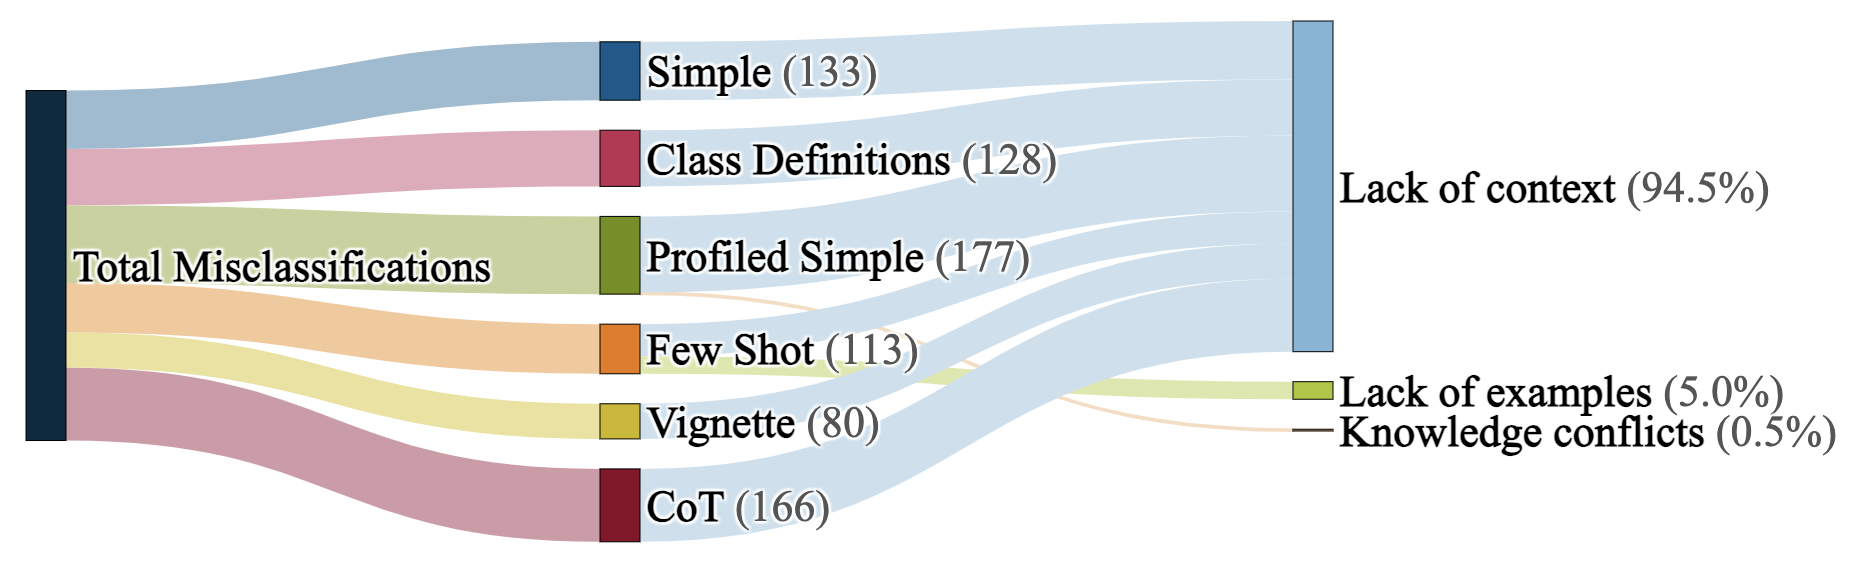 Total Misclassifications
Simple (133)
Class Definitions (128)
Profiled Simple (177)
Few Shot (113)
Vignette (80)
CoT (166)
Lack of context (94.5%)
Lack of examples (5.0%)
Knowledge conflicts (0.5%)